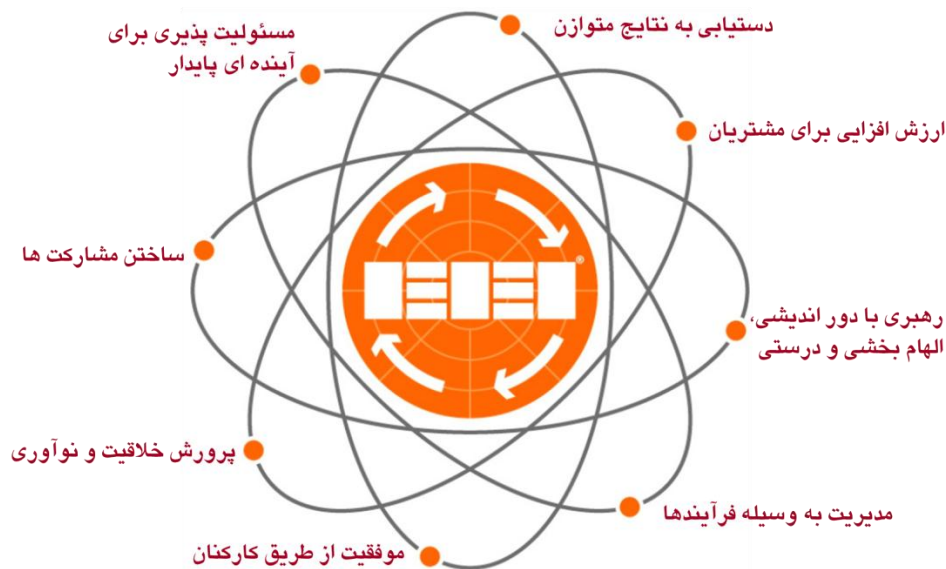 دستیابی به نتایج متوازن
ارزش افزایی برای مشتریان
رهبری با دور اندیشی،
الهام بخشی و درستی
مدیریت به وسیله فرآیندها
موفقیت از طریق کارکنان
پرورش خلاقیت و نوآوری
ساختن مشارکت ها
مسئولیت پذیری برای
آینده ای پایدار
®